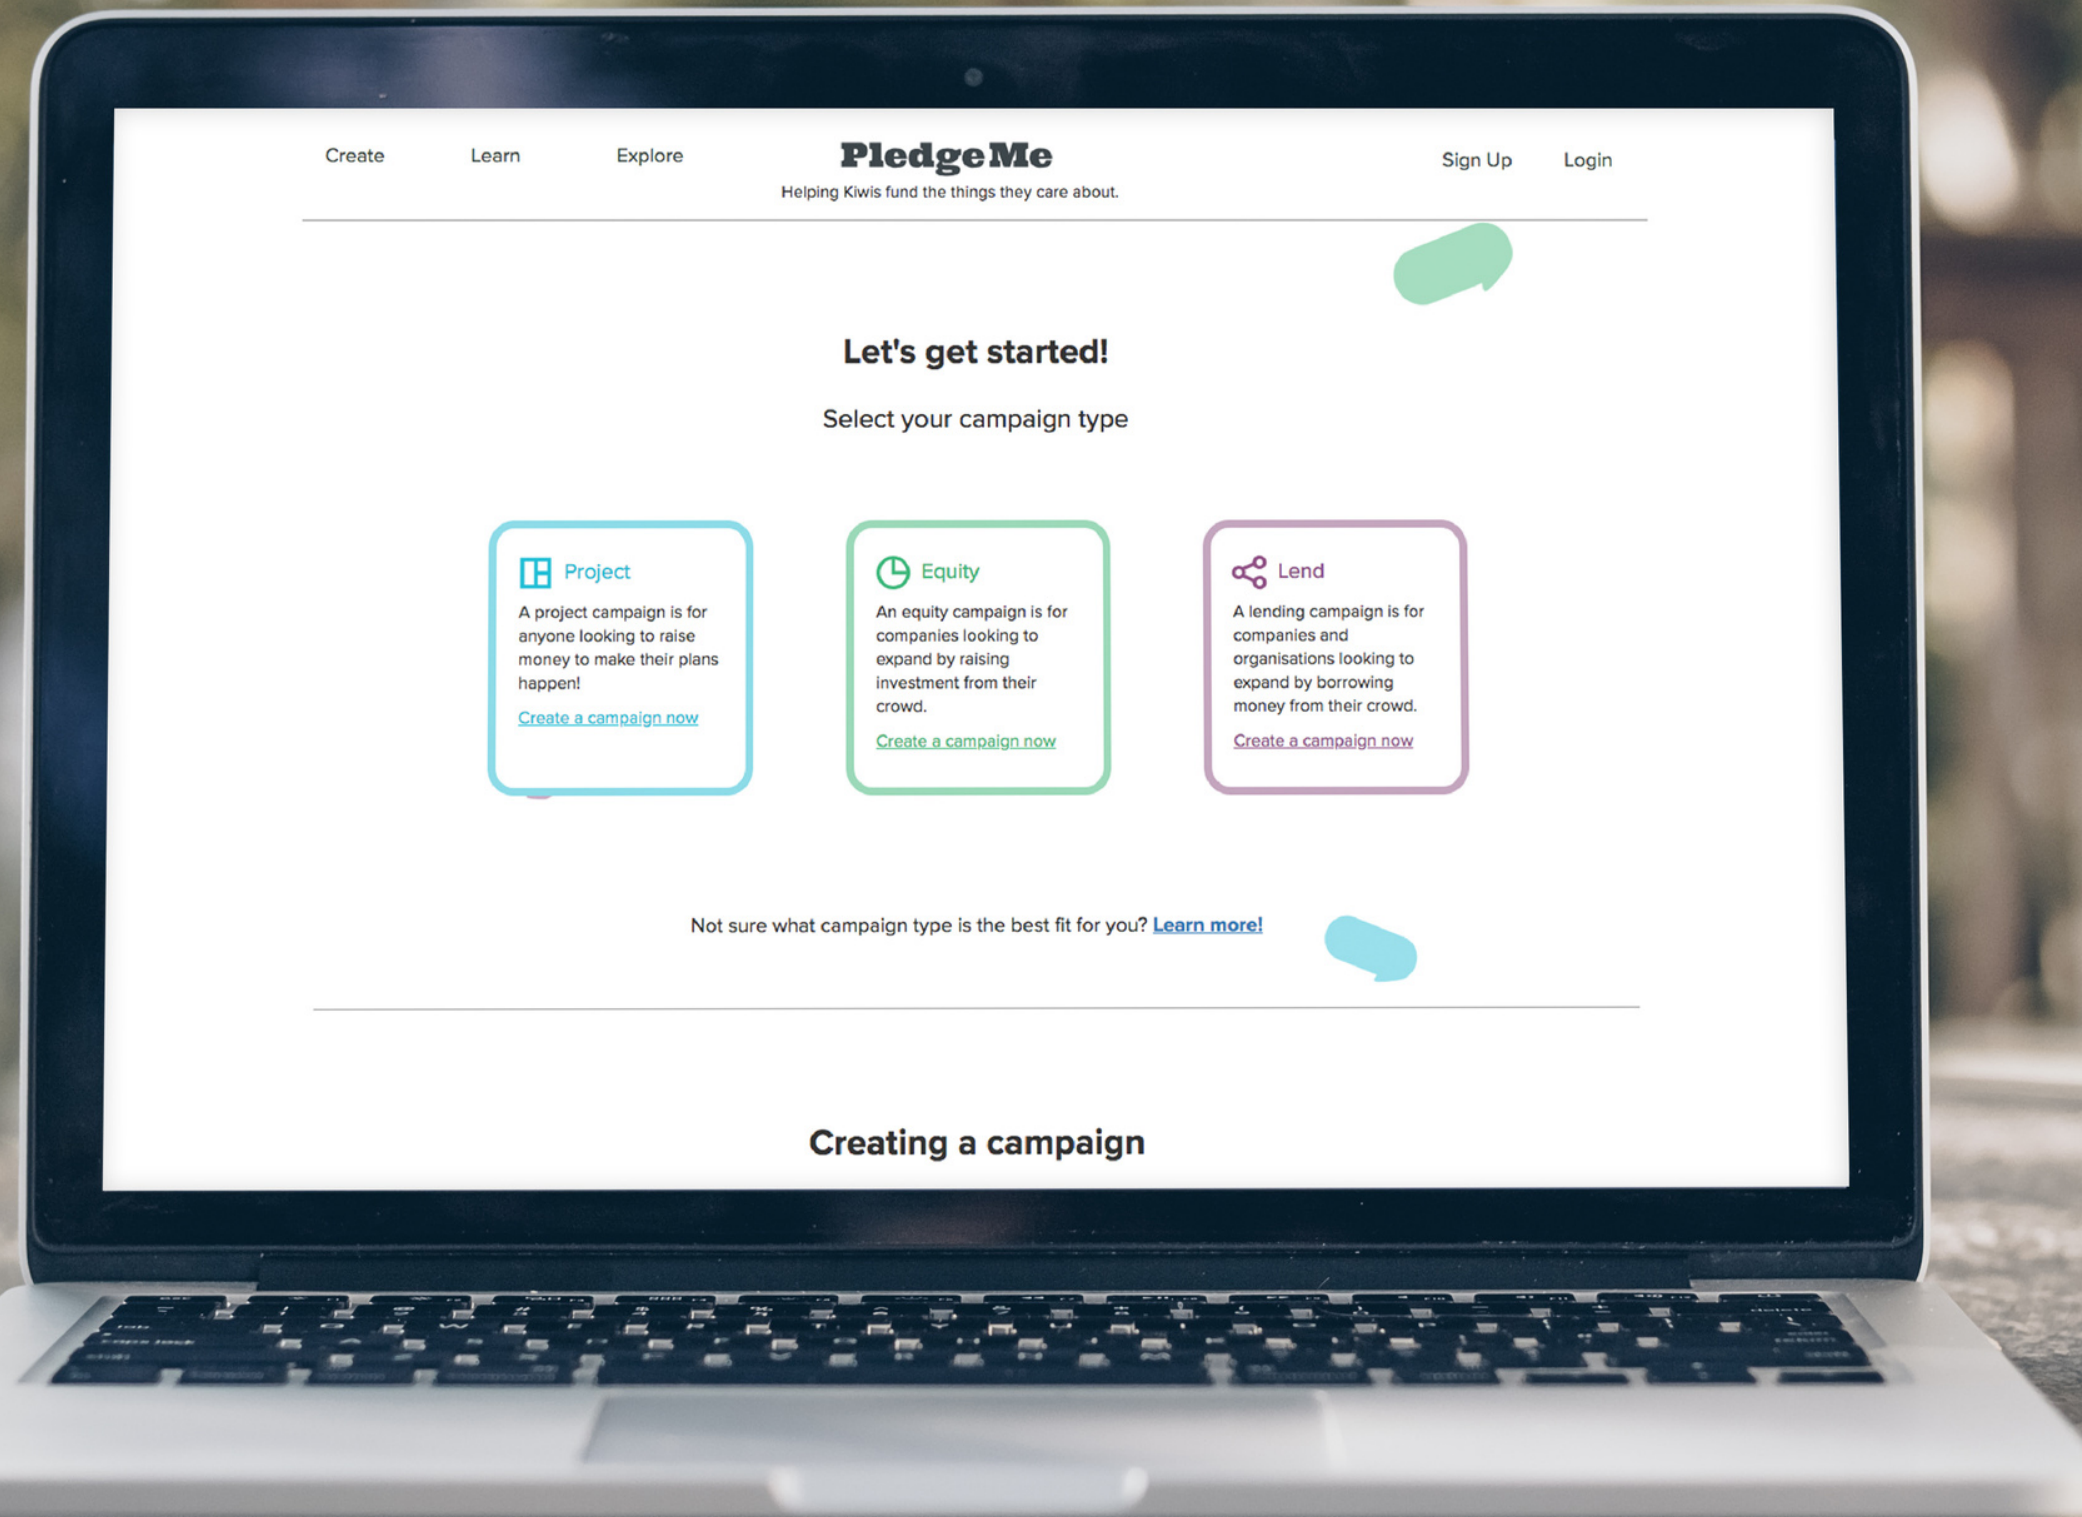 Create Learn Explore PledgeMe Sign Up Login
Helping Kiwis fund the things they care about.
Let's get started!
Select your campaign type
Project
A project campaign is for
anyone looking to raise
money to make their plans
happen!
Create a campaign now
Equity
An equity campaign is for
companies looking to
expand by raising
investment from their
crowd.
Create a campaign now
Lend
A lending campaign is for
companies and
organisations looking to
expand by borrowing
money from their crowd.
Create a campaign now
Not sure what campaign type is the best fit for you? Learn more!
Creating a campaign
delete
tab
caps lock